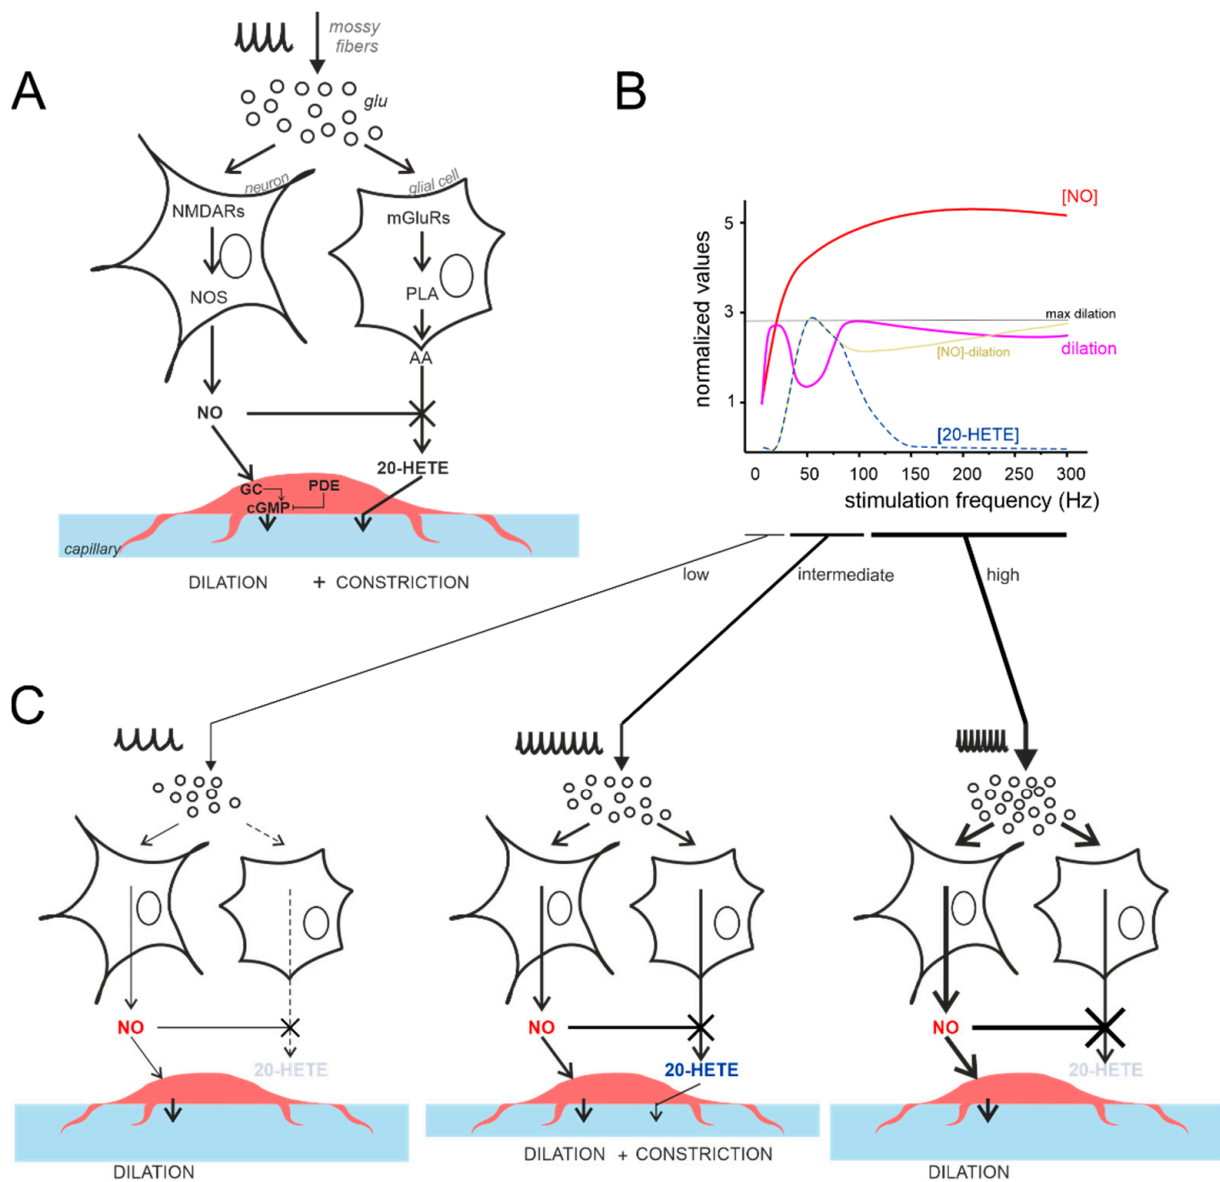 A
mossy
fibers
glu
neuron
glial cell
NMDARs
mGluRs
NOS
PLA
AA
NO
20-HETE
GC
PDE
cGMP
capillary
DILATION + CONSTRICTION
B
[NO]
5
3
1
normalized values
max dilation
[NO]-dilation
dilation
[20-HETE]
0 50 100 150 200 250 300
stimulation frequency (Hz)
low intermediate high
C
NO
20-HETE
DILATION
NO
20-HETE
DILATION + CONSTRICTION
NO
20-HETE
DILATION